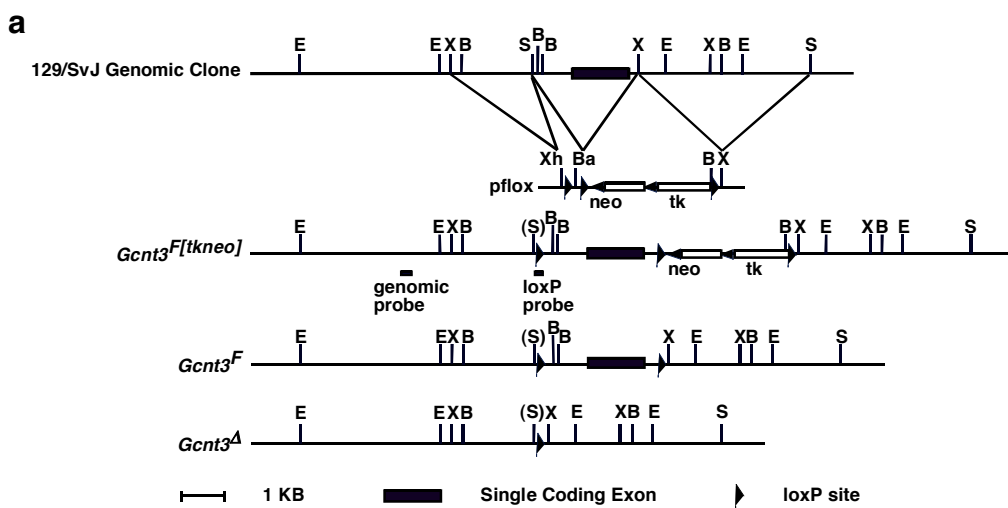 a
E E X B S B B X E X B E S
129/SvJ Genomic Clone
Xh Ba B X
pflox
neo tk
E E X B (S) B B B X E X B E S
Gcnt3F[tkneo]
neo tk
genomic probe
loxP probe
E E X B (S) B B X E X B E S
Gcnt3F
E E X B (S) X E X B E S
Gcnt3Δ
1 KB Single Coding Exon loxP site